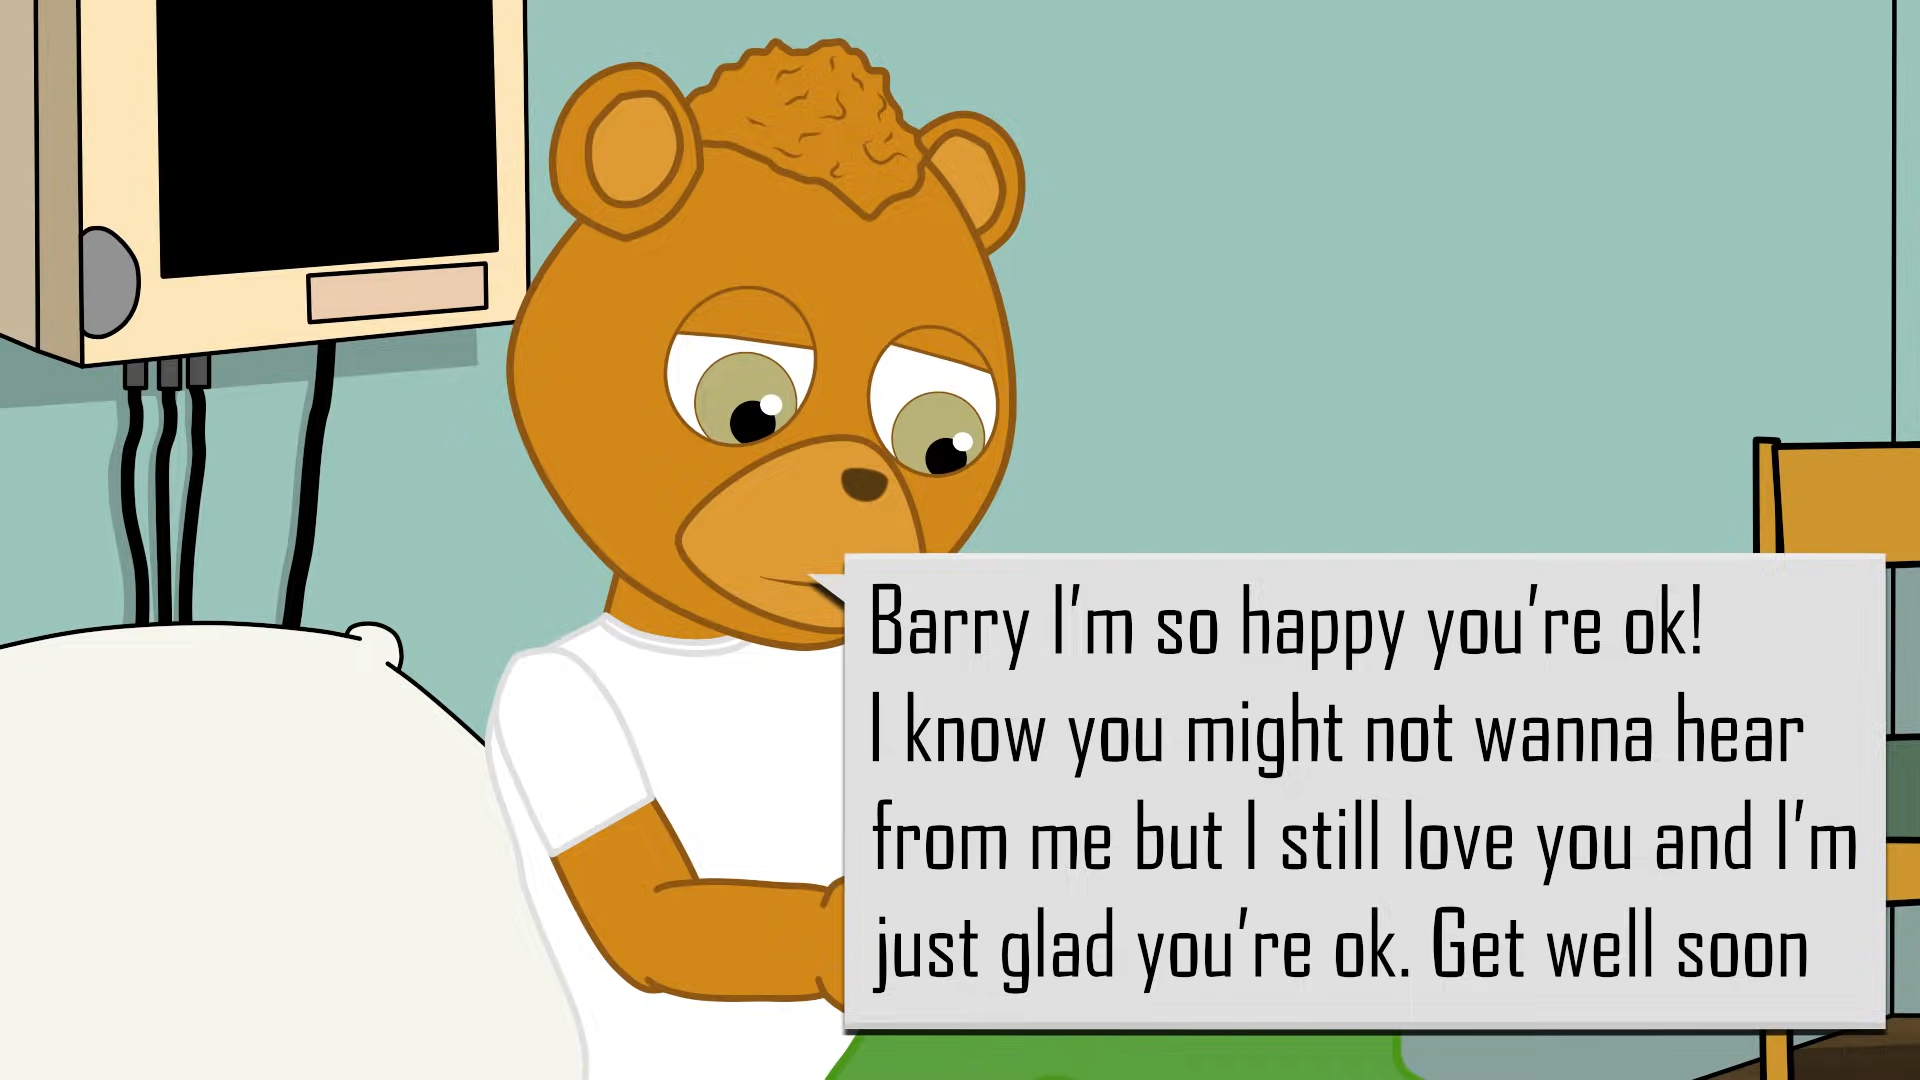 Barry I'm so happy you're ok!
I know you might not wanna hear
from me but I still love you and I'm
just glad you're ok. Get well soon